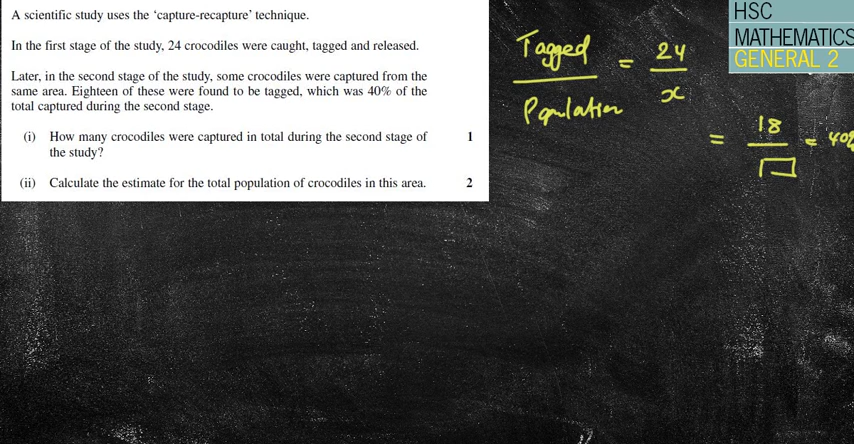 A scientific study uses the ‘capture-recapture’ technique.
In the first stage of the study, 24 crocodiles were caught, tagged and released.
Later, in the second stage of the study, some crocodiles were captured from the
same area. Eighteen of these were found to be tagged, which was 40% of the
total captured during the second stage.
(i) How many crocodiles were captured in total during the second stage of 1
the study?
(ii) Calculate the estimate for the total population of crocodiles in this area. 2
Tagged = 24
Population x
= 18 = 40%
HSC
MATHEMATICS
GENERAL 2